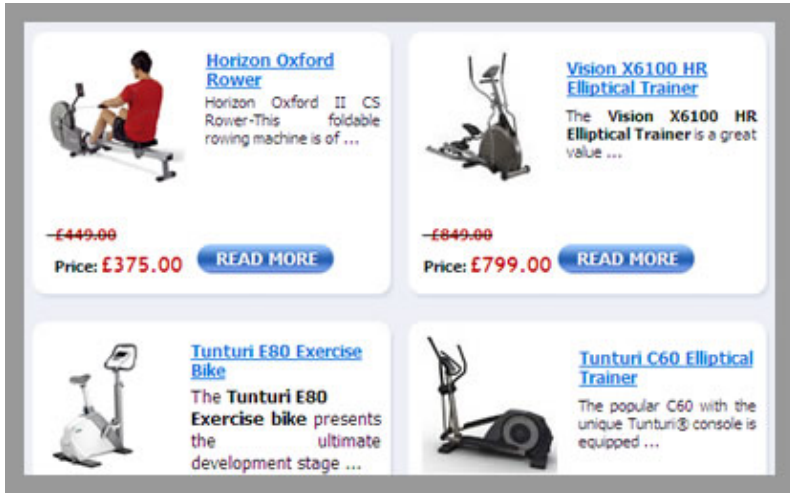 Horizon Oxford
Rower
Horizon Oxford II CS
Rower-This foldable
rowing machine is of ...
£449.00
Price: £375.00
READ MORE
Vision X6100 HR
Elliptical Trainer
The Vision X6100 HR
Elliptical Trainer is a great
value ...
£849.00
Price: £799.00
READ MORE
Tunturi E80 Exercise
Bike
The Tunturi E80
Exercise bike presents
the ultimate
development stage ...
Tunturi C60 Elliptical
Trainer
The popular C60 with the
unique Tunturi® console is
equipped ...